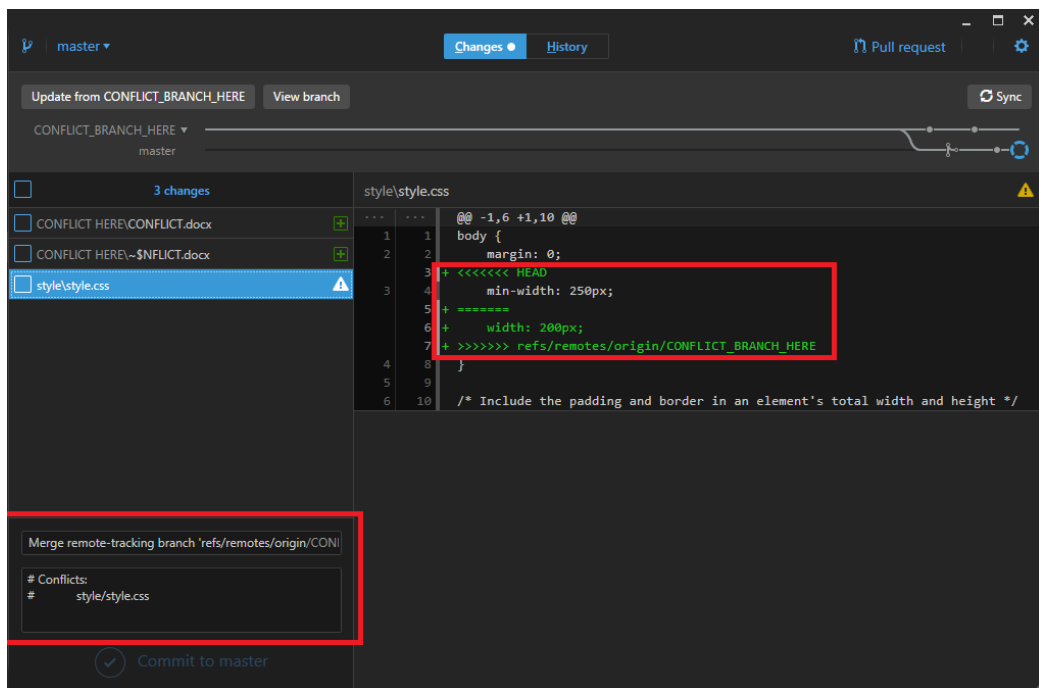 master
Changes
History
Pull request
Update from CONFLICT_BRANCH_HERE
View branch
Sync
CONFLICT_BRANCH_HERE
master
3 changes
CONFLICT HERE\CONFLICT.docx
CONFLICT HERE\~$NFLICT.docx
style\style.css
style\style.css
... ... @@ -1,6 +1,10 @@
1 1 body {
2 2 margin: 0;
3 + <<<<<<< HEAD
3 4 min-width: 250px;
5 + =======
6 + width: 200px;
7 + >>>>>>> refs/remotes/origin/CONFLICT_BRANCH_HERE
4 8 }
5 9
6 10 /* Include the padding and border in an element's total width and height */
Merge remote-tracking branch 'refs/remotes/origin/CONI
# Conflicts:
# style/style.css
Commit to master